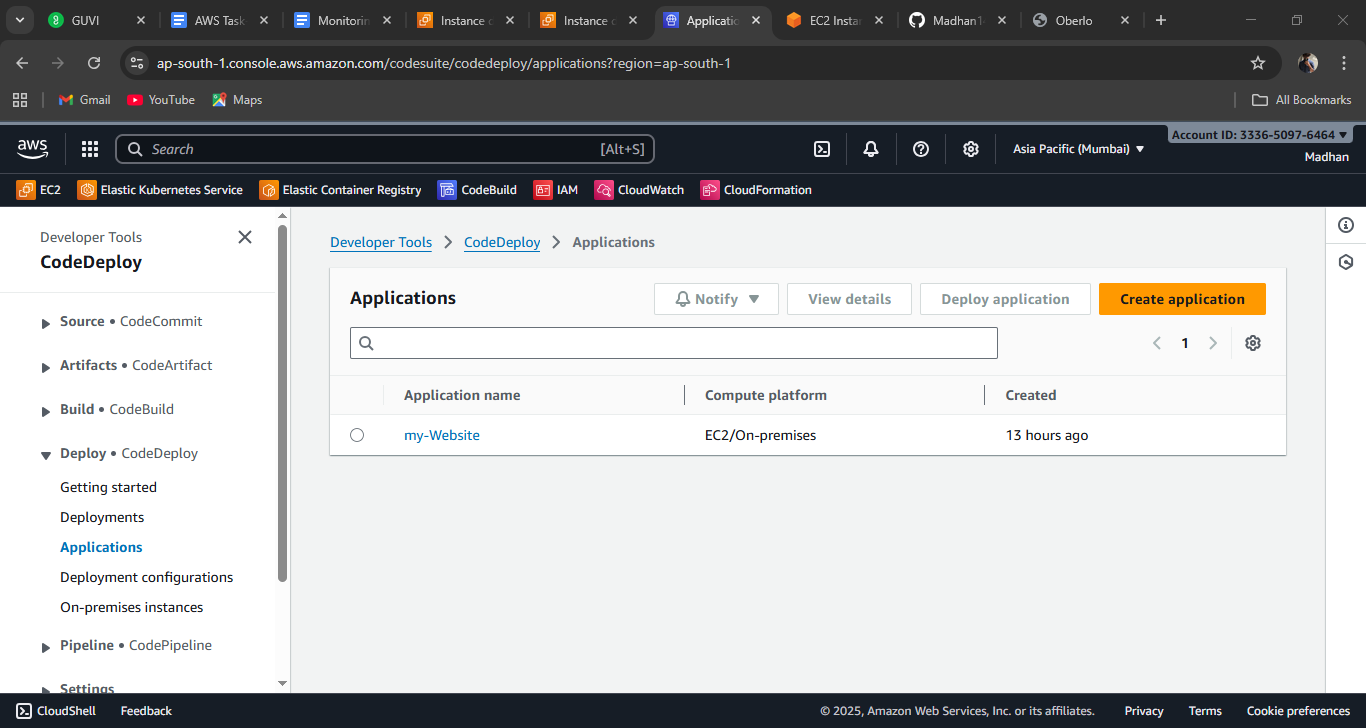 GUVI
AWS Task
Monitorin
Instance
Instance
Applicatio
EC2 Insta
Madhan1
Oberlo
ap-south-1.console.aws.amazon.com/codesuite/codedeploy/applications?region=ap-south-1
Gmail YouTube Maps All Bookmarks
aws Search [Alt+S] Asia Pacific (Mumbai) Account ID: 3336-5097-6464
Madhan
EC2 Elastic Kubernetes Service Elastic Container Registry CodeBuild IAM CloudWatch CloudFormation
Developer Tools
CodeDeploy
Source • CodeCommit
Artifacts • CodeArtifact
Build • CodeBuild
Deploy • CodeDeploy
Getting started
Deployments
Applications
Deployment configurations
On-premises instances
Pipeline • CodePipeline
Settings
Developer Tools > CodeDeploy > Applications
Applications Notify View details Deploy application Create application
1
Application name Compute platform Created
my-Website EC2/On-premises 13 hours ago
CloudShell Feedback © 2025, Amazon Web Services, Inc. or its affiliates. Privacy Terms Cookie preferences